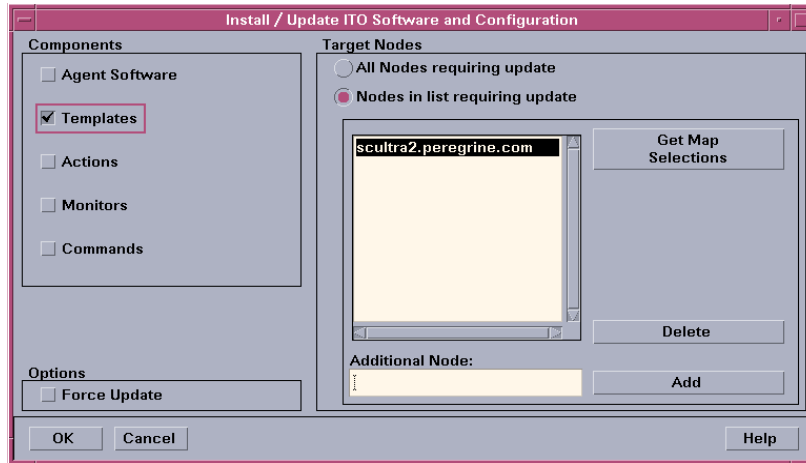 Install / Update ITO Software and Configuration
Components
Agent Software
Templates
Actions
Monitors
Commands
Options
Force Update
Target Nodes
All Nodes requiring update
Nodes in list requiring update
scultra2.peregrine.com
Get Map
Selections
Delete
Additional Node:
Add
OK
Cancel
Help